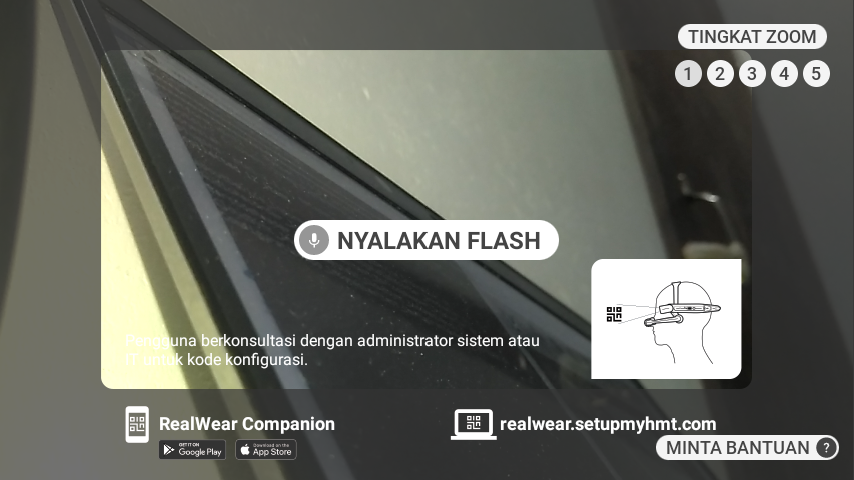 TINGKAT ZOOM
1 2 3 4 5
NYALAKAN FLASH
Pengguna berkonsultasi dengan administrator sistem atau
IT untuk kode konfigurasi.
RealWear Companion
GET IT ON
Google Play
Download on the
App Store
realwear.setupmyhmt.com
MINTA BANTUAN ?